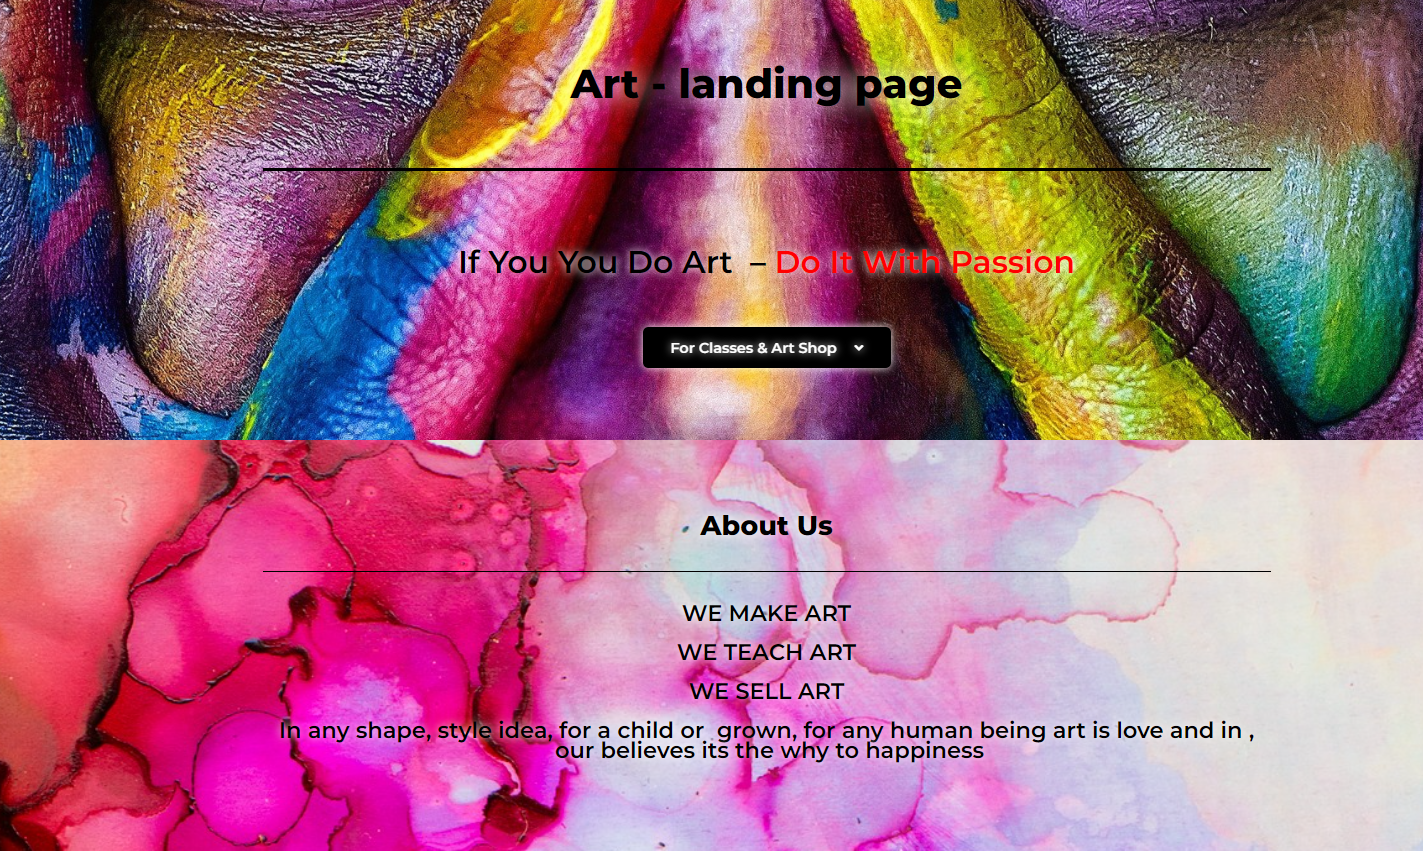 Art - landing page
If You You Do Art  – Do It With Passion
For Classes & Art Shop
About Us
WE MAKE ART
WE TEACH ART
WE SELL ART
In any shape, style idea, for a child or  grown, for any human being art is love and in ,
our believes its the why to happiness